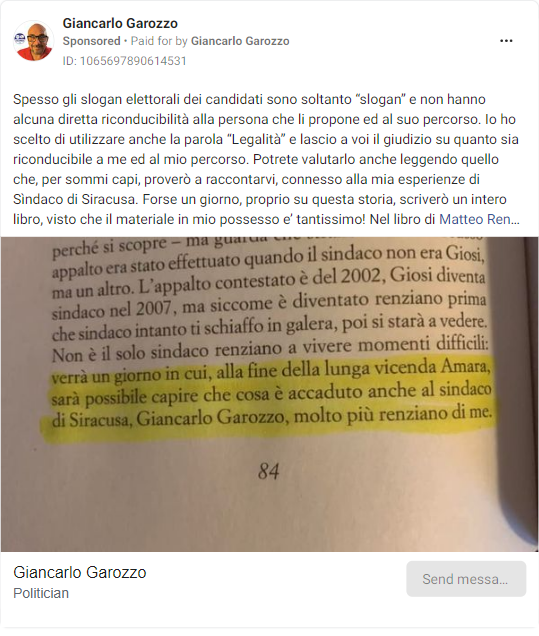 Giancarlo Garozzo
Sponsored • Paid for by Giancarlo Garozzo
ID: 1065697890614531
Spesso gli slogan elettorali dei candidati sono soltanto “slogan” e non hanno
alcuna diretta riconducibilità alla persona che li propone ed al suo percorso. Io ho
scelto di utilizzare anche la parola “Legalità” e lascio a voi il giudizio su quanto sia
riconducibile a me ed al mio percorso. Potrete valutarlo anche leggendo quello
che, per sommi capi, proverò a raccontarvi, connesso alla mia esperienza di
Sìndaco di Siracusa. Forse un giorno, proprio su questa storia, scriverò un intero
libro, visto che il materiale in mio possesso e’ tantissimo! Nel libro di Matteo Ren...
perché si scopre – ma guarda che
appalto era stato effettuato quando il sindaco non era Giosi,
ma un altro. L’appalto contestato è del 2002, Giosi diventa
sindaco nel 2007, ma siccome è diventato renziano prima
che sindaco intanto ti schiaffo in galera, poi si starà a vedere.
Non è il solo sindaco renziano a vivere momenti difficili:
verrà un giorno in cui, alla fine della lunga vicenda Amara,
sarà possibile capire che cosa è accaduto anche al sindaco
di Siracusa, Giancarlo Garozzo, molto più renziano di me.
84
Giancarlo Garozzo
Politician
Send messa...